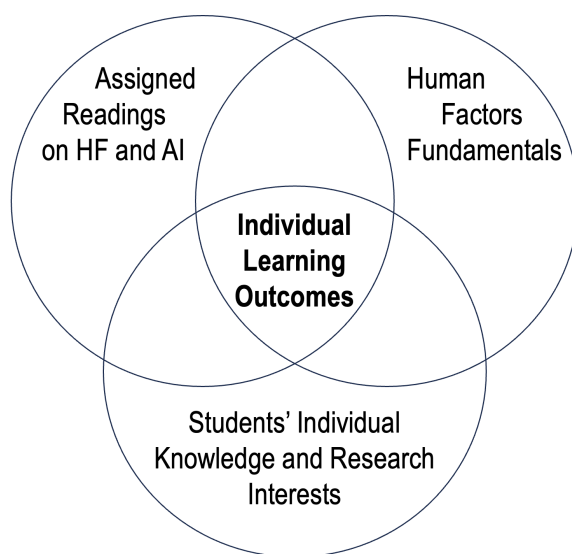 Assigned
Readings
on HF and AI
Human
Factors
Fundamentals
Individual
Learning
Outcomes
Students’ Individual
Knowledge and Research
Interests